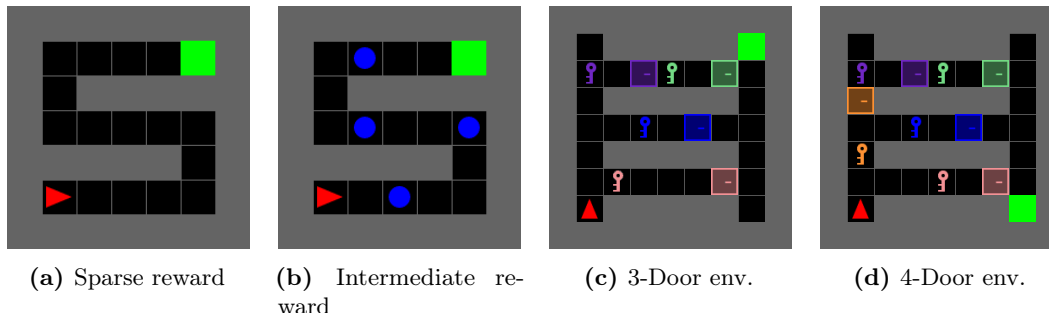 (a) Sparse reward
(b) Intermediate re-
ward
(c) 3-Door env.
(d) 4-Door env.